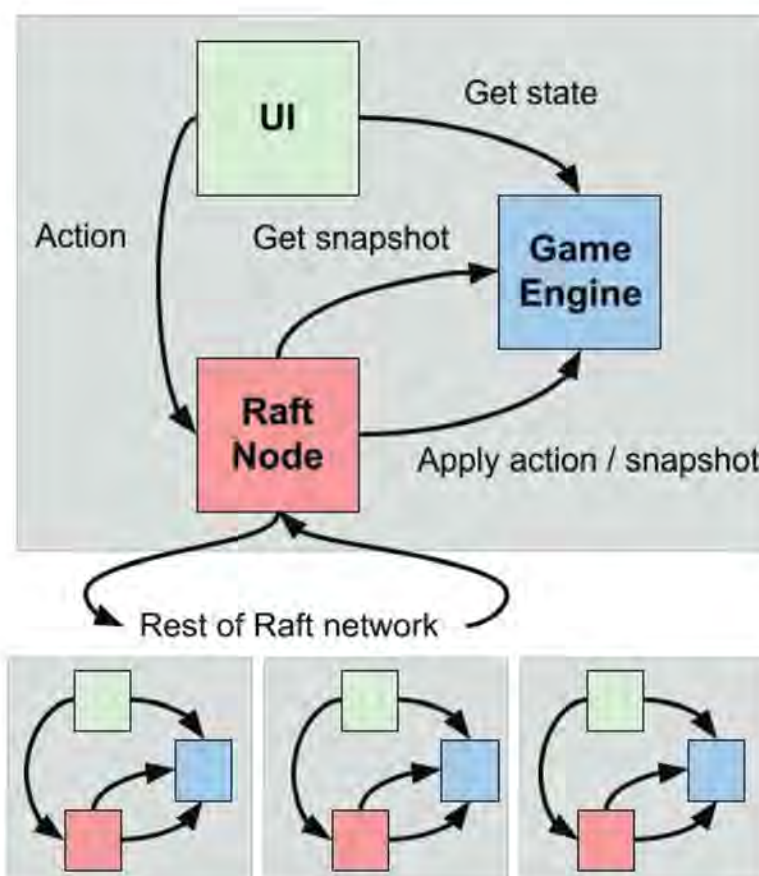 UI
Get state
Action
Get snapshot
Game
Engine
Raft
Node
Apply action / snapshot
Rest of Raft network